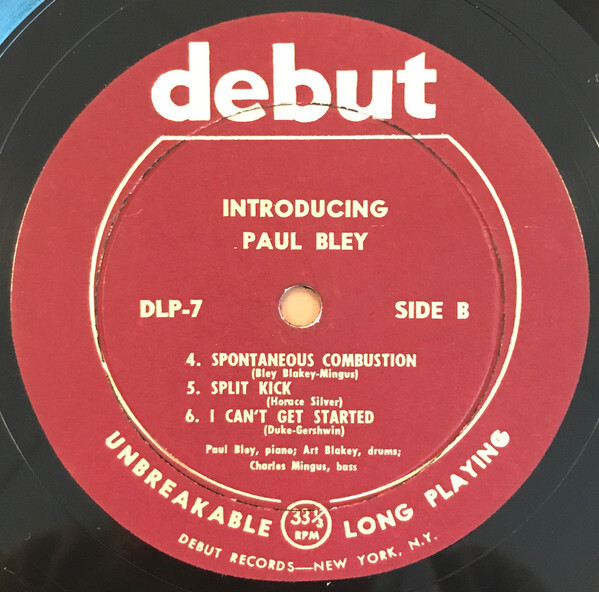 debut
INTRODUCING
PAUL BLEY
DLP-7 SIDE B
4. SPONTANEOUS COMBUSTION
(Bley Blakey-Mingus)
5. SPLIT KICK
(Horace Silver)
6. I CAN'T GET STARTED
(Duke-Gershwin)
Paul Bley, piano; Art Blakey, drums;
Charles Mingus, bass
UNBREAKABLE 33⅓ RPM LONG PLAYING
DEBUT RECORDS—NEW YORK, N.Y.